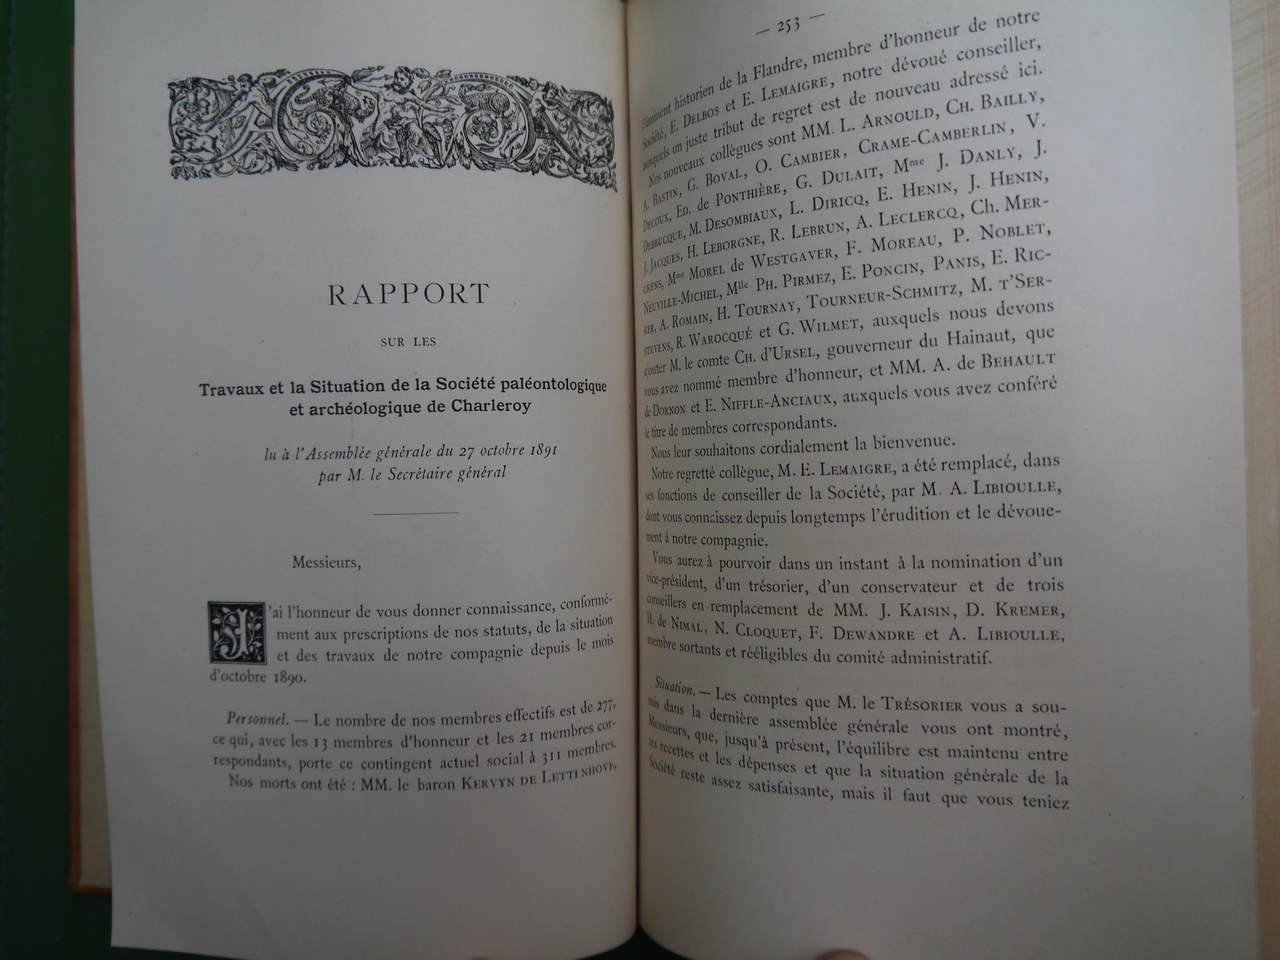 RAPPORT
SUR LES
Travaux et la Situation de la Société paléontologique
et archéologique de Charleroy
lu à l'Assemblée générale du 27 octobre 1891
par M. le Secrétaire général
Messieurs,
J'ai l'honneur de vous donner connaissance, conformé-
ment aux prescriptions de nos statuts, de la situation
et des travaux de notre compagnie depuis le mois
d'octobre 1890.
Personnel. — Le nombre de nos membres effectifs est de 277,
ce qui, avec les 13 membres d'honneur et les 21 membres cor-
respondants, porte ce contingent actuel social à 311 membres.
Nos morts ont été : MM. le baron KERVYN DE LETTENHOVE,
— 253 —
l'éminent historien de la Flandre, membre d'honneur de notre
Société, E. DELBOS et E. LEMAIGRE, notre dévoué conseiller,
auxquels un juste tribut de regret est de nouveau adressé ici.
Nos nouveaux collègues sont MM. L. ARNOULD, CH. BAILLY,
A. BASTIN, G. BOVAL, O. CAMBIER, CRAME-CAMBERLIN, V.
DECOUX, ED. de PONTHIÈRE, G. DULAIT, Mme J. DANLY, J.
DEBRUCQUE, M. DESOMBIAUX, L. DIRICQ, E. HENIN, J. HENIN,
J. JACQUES, H. LEBORGNE, R. LEBRUN, A. LECLERCQ, CH. MER-
CKENS, Mme MOREL de WESTGAVER, F. MOREAU, P. NOBLET,
NEUVILLE-MICHEL, Mlle PH. PIRMEZ, E. PONCIN, PANIS, E. RIC-
KER, A. ROMAIN, H. TOURNAY, TOURNEUR-SCHMITZ, M. T'SER-
STEVENS, R. WAROCQUÉ et G. WILMET, auxquels nous devons
ajouter M. le comte CH. d'URSEL, gouverneur du Hainaut, que
vous avez nommé membre d'honneur, et MM. A. de BEHAULT
de DORNON et E. NIFFLE-ANCIAUX, auxquels vous avez conféré
le titre de membres correspondants.
Nous leur souhaitons cordialement la bienvenue.
Notre regretté collègue, M. E. LEMAIGRE, a été remplacé, dans
ses fonctions de conseiller de la Société, par M. A. LIBIOULLE,
dont vous connaissez depuis longtemps l'érudition et le dévoue-
ment à notre compagnie.
Vous aurez à pourvoir dans un instant à la nomination d'un
vice-président, d'un trésorier, d'un conservateur et de trois
conseillers en remplacement de MM. J. KAISIN, D. KREMER,
H. de NIMAL, N. CLOQUET, F. DEWANDRE et A. LIBIOULLE,
membre sortants et rééligibles du comité administratif.
Situation. — Les comptes que M. le TRÉSORIER vous a sou-
mis dans la dernière assemblée générale vous ont montré,
Messieurs, que, jusqu'à présent, l'équilibre est maintenu entre
les recettes et les dépenses et que la situation générale de la
Société reste assez satisfaisante, mais il faut que vous teniez